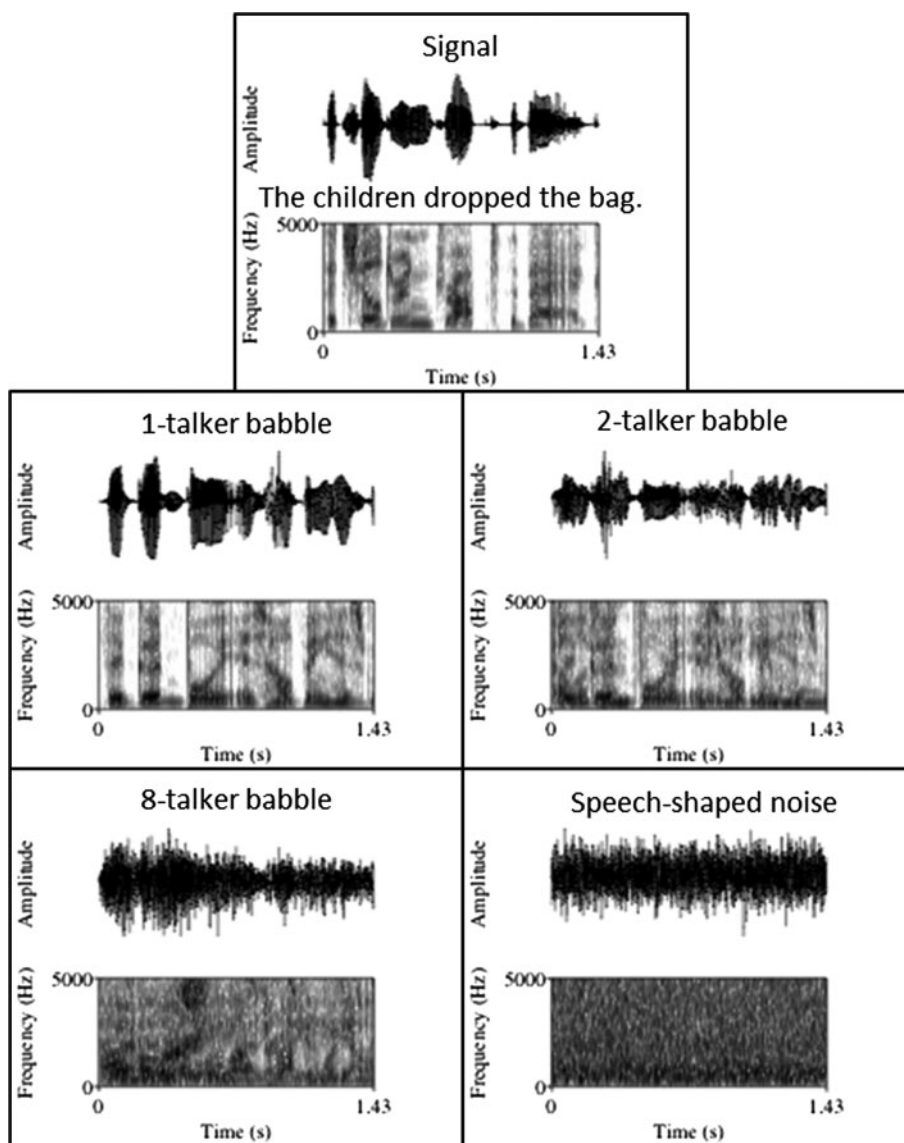 Signal
Amplitude
The children dropped the bag.
Frequency (Hz)
5000
0
0 1.43
Time (s)
1-talker babble
Amplitude
Frequency (Hz)
5000
0
0 1.43
Time (s)
2-talker babble
Amplitude
Frequency (Hz)
5000
0
0 1.43
Time (s)
8-talker babble
Amplitude
Frequency (Hz)
5000
0
0 1.43
Time (s)
Speech-shaped noise
Amplitude
Frequency (Hz)
5000
0
0 1.43
Time (s)